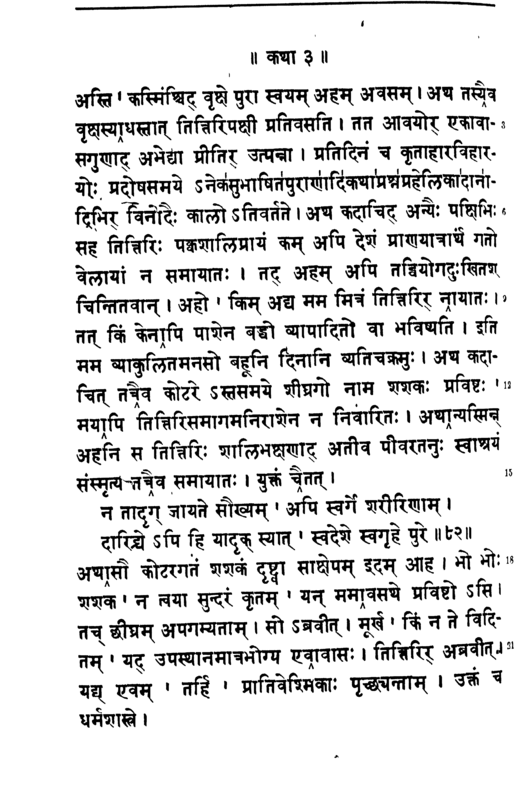 ॥ कथा ३ ॥
अस्ति ' कस्मिंश्चिद् वृक्षे पुरा स्वयम् अहम् अवसम् । अथ तस्यैव
वृक्षस्याधस्तात् तित्तिरिपक्षी प्रतिवसति । तत आवयोर् एकावा- 3
सगुणाद् अभेद्या प्रीतिर् उत्पन्ना । प्रतिदिनं च कृताहारविहार-
योः प्रदोषसमये ऽनेकसुभाषितपुराणादिकथाप्रश्नप्रहेलिकादाना-
दिभिर् विनोदैः कालो ऽतिवर्तते । अथ कदाचिद् अन्यैः पक्षिभिः 6
सह तित्तिरिः पक्वशालिप्रायं कम् अपि देशं प्राणयात्रार्थं गतो
वेलायां न समायातः । तद् अहम् अपि तद्वियोगदुःखितश्
चिन्तितवान् । अहो ' किम् अद्य मम मित्रं तित्तिरिर् नायातः । 9
तत् किं केनापि पाशेन बद्धो व्यापादितो वा भविष्यति । इति
मम व्याकुलितमनसो बहूनि दिनानि व्यतिचक्रमुः । अथ कदा-
चित् तत्रैव कोटरे ऽस्तसमये शीघ्रगो नाम शशकः प्रविष्टः ' 12
मयापि तित्तिरिसमागमनिराशेन न निवारितः । अथान्यस्मिन्न्
अहनि स तित्तिरिः शालिभक्षणाद् अतीव पीवरतनुः स्वाश्रयं
संस्मृत्य तत्रैव समायातः । युक्तं चैतत् । 15
न तादृग् जायते सौख्यम् ' अपि स्वर्गे शरीरिणाम् ।
दारिद्र्ये ऽपि हि यादृक् स्यात् ' स्वदेशे स्वगृहे पुरे ॥८२॥
अथासौ कोटरगतं शशकं दृष्ट्वा साक्षेपम् इदम् आह । भो भोः 18
शशक ' न त्वया सुन्दरं कृतम् ' यन् ममावसथे प्रविष्टो ऽसि ।
तच् छीघ्रम् अपगम्यताम् । सो ऽब्रवीत् । मूर्ख ' किं न ते विदि-
तम् ' यद् उपस्थानमात्रभोग्य एवावासः । तित्तिरिर् अब्रवीत् । 21
यद्य् एवम् ' तर्हि ' प्रातिवेश्मिकाः पृच्छ्यन्ताम् । उक्तं च
धर्मशास्त्रे ।